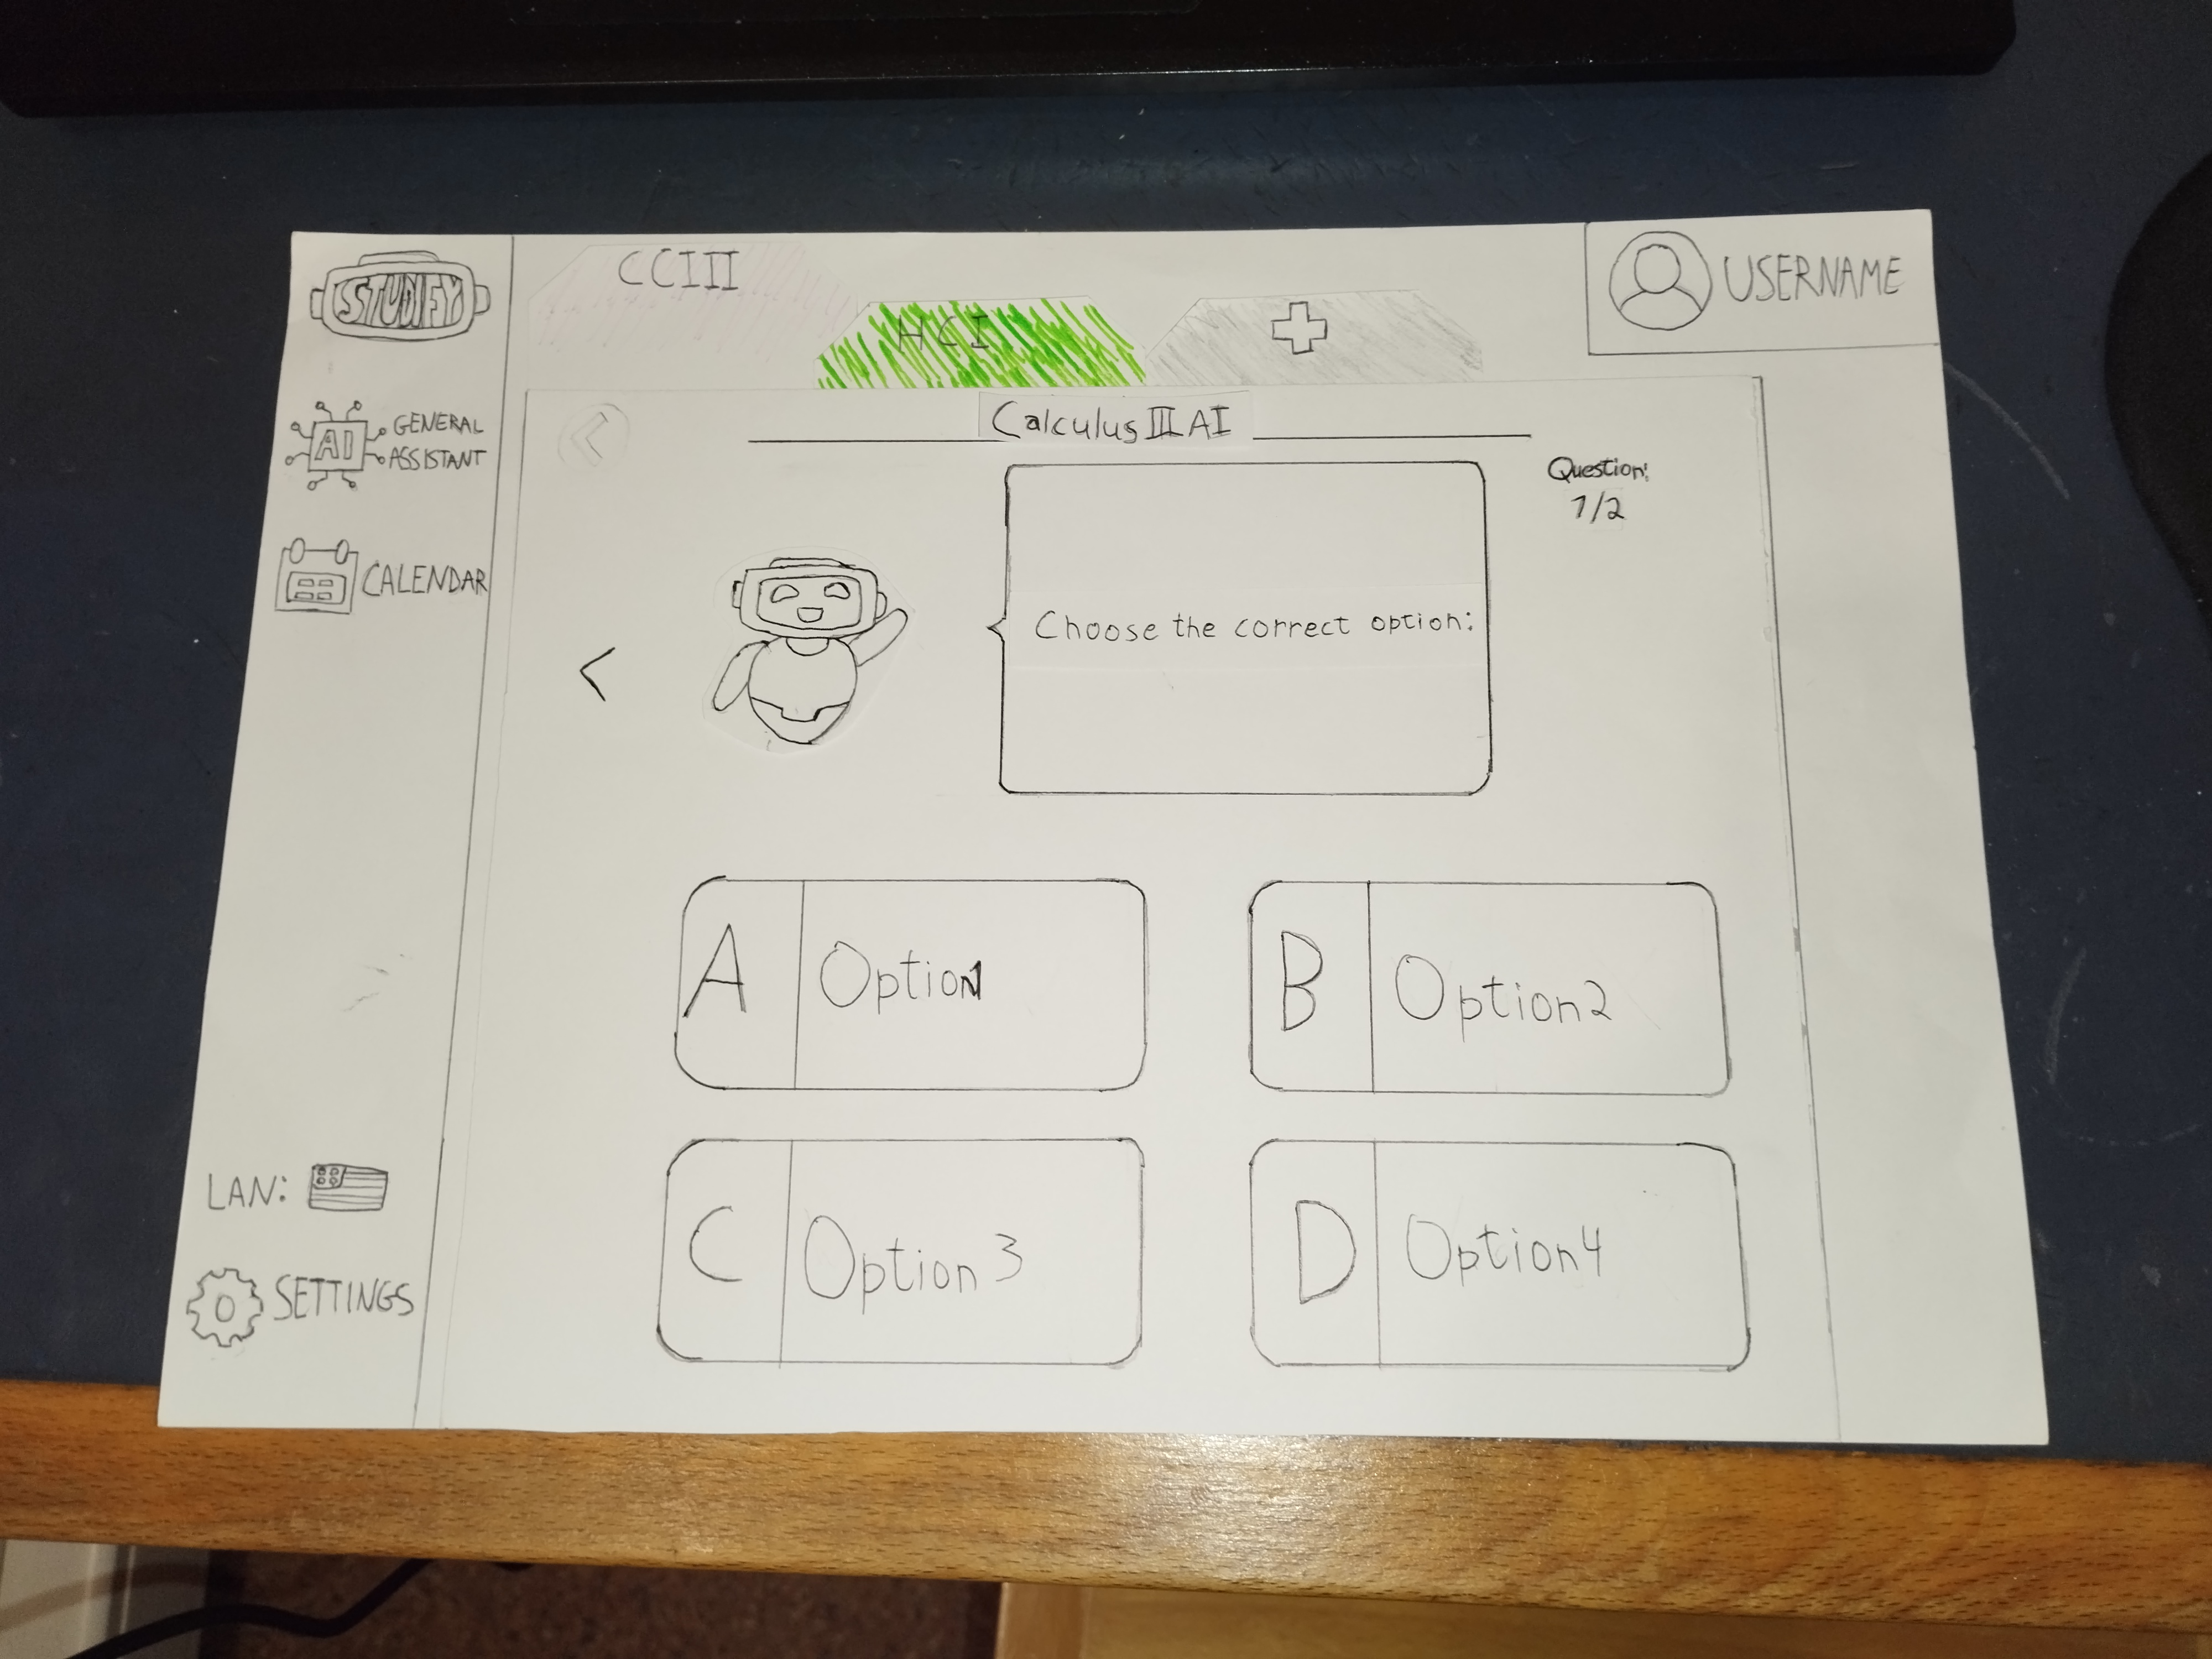 STUDIFY
CCIII
HCI
USERNAME
AI
GENERAL
ASSISTANT
CALENDAR
LAN:
SETTINGS
Calculus III AI
Question:
1/2
Choose the correct option:
A Option1
B Option2
C Option3
D Option4